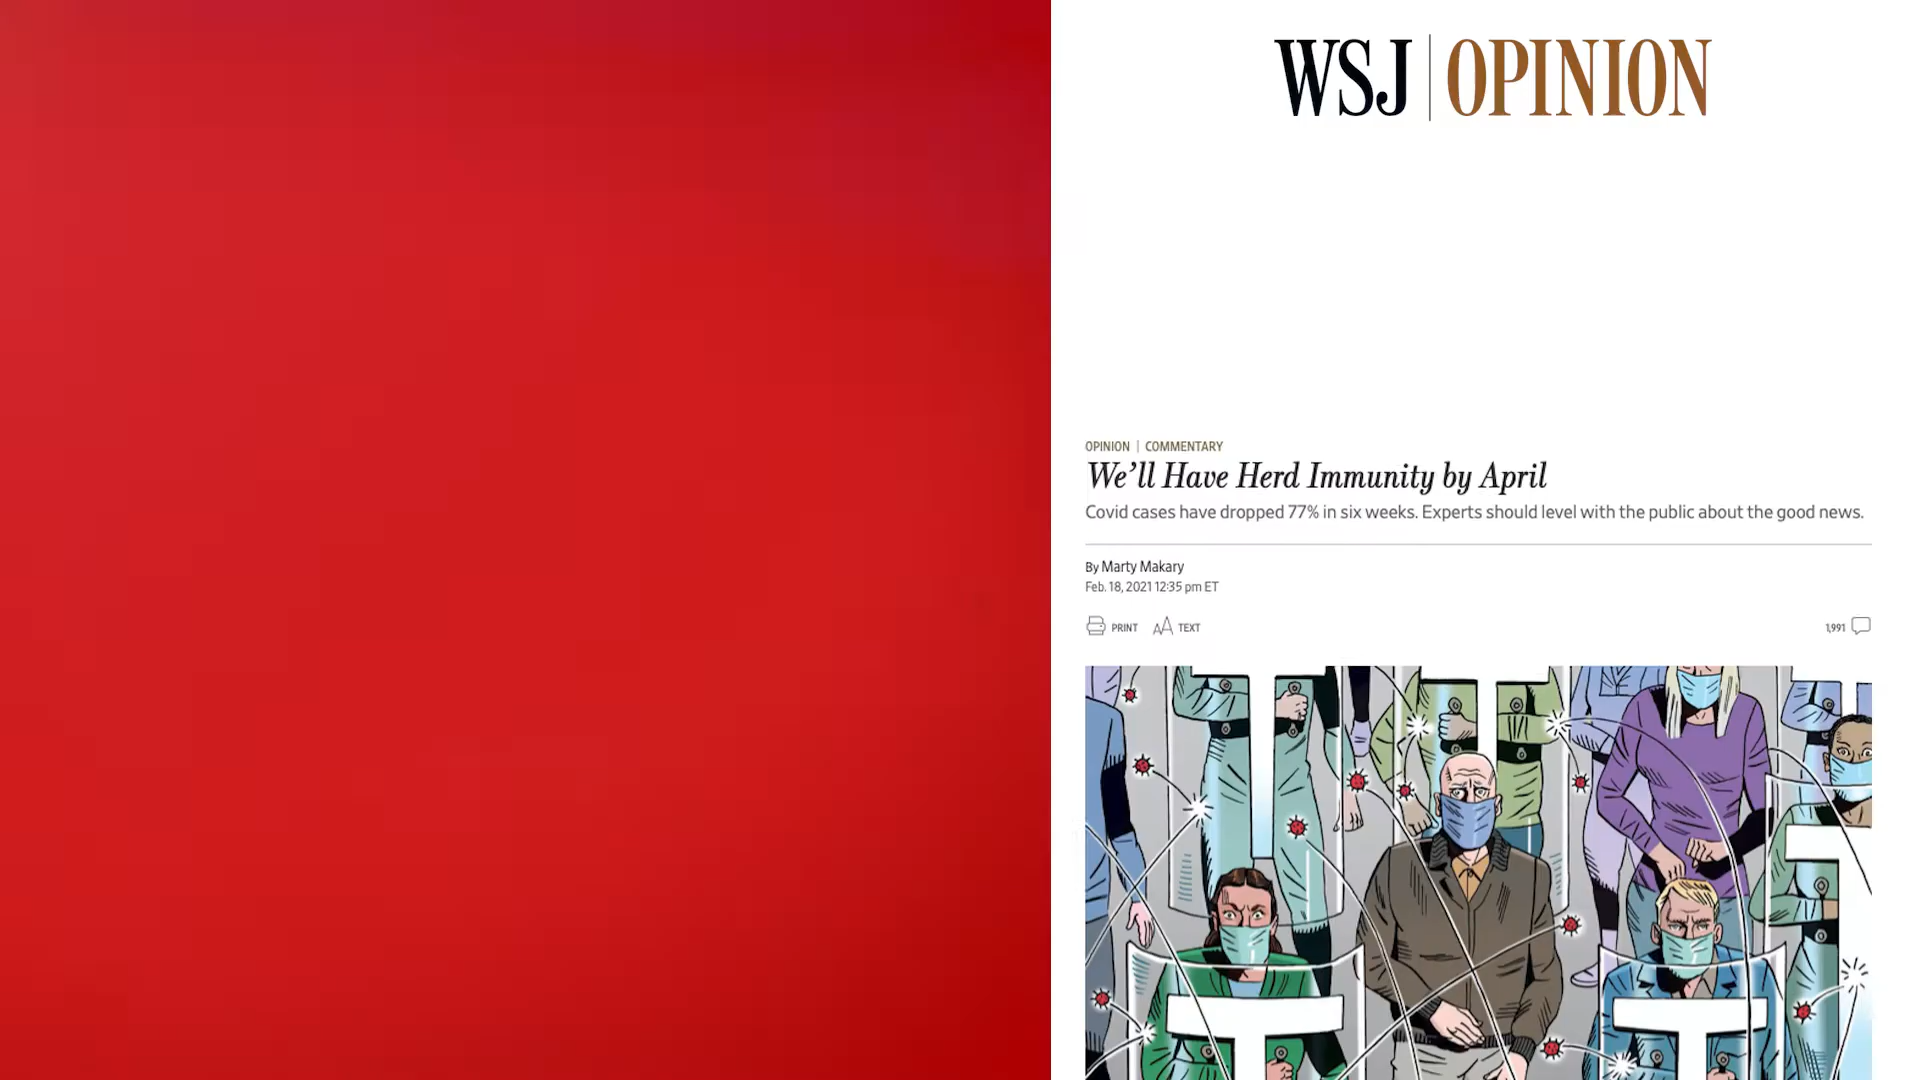 WSJ | OPINION
OPINION | COMMENTARY
We’ll Have Herd Immunity by April
Covid cases have dropped 77% in six weeks. Experts should level with the public about the good news.
By Marty Makary
Feb. 18, 2021 12:35 pm ET
PRINT AA TEXT
1,991